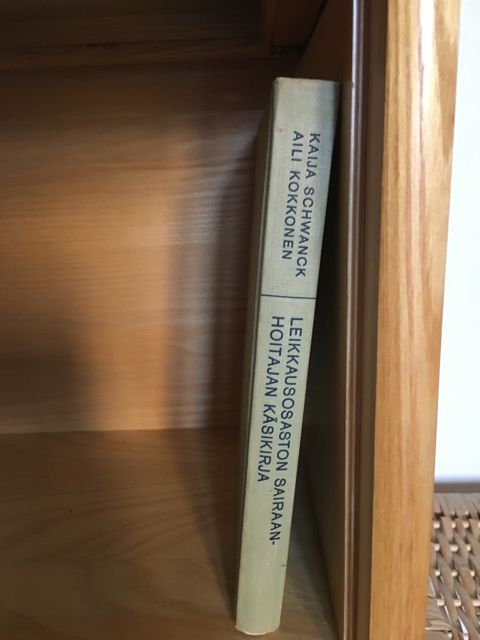 KAIJA SCHWANCK
AILI KOKKONEN
LEIKKAUSOSASTON SAIRAAN-
HOITAJAN KÄSIKIRJA